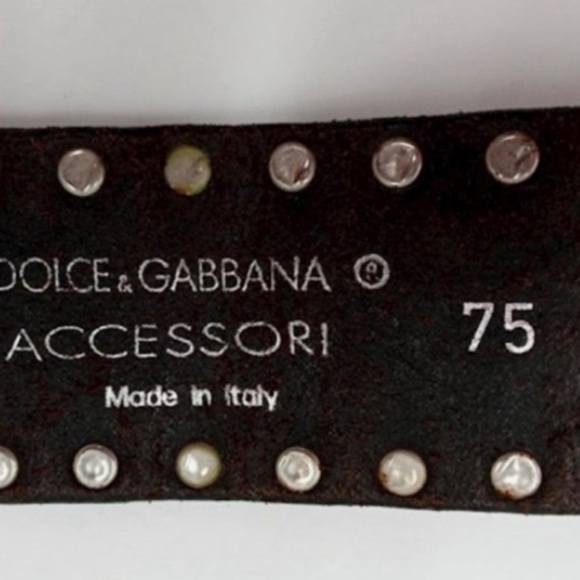 DOLCE & GABBANA ®
ACCESSORI
75
Made in Italy